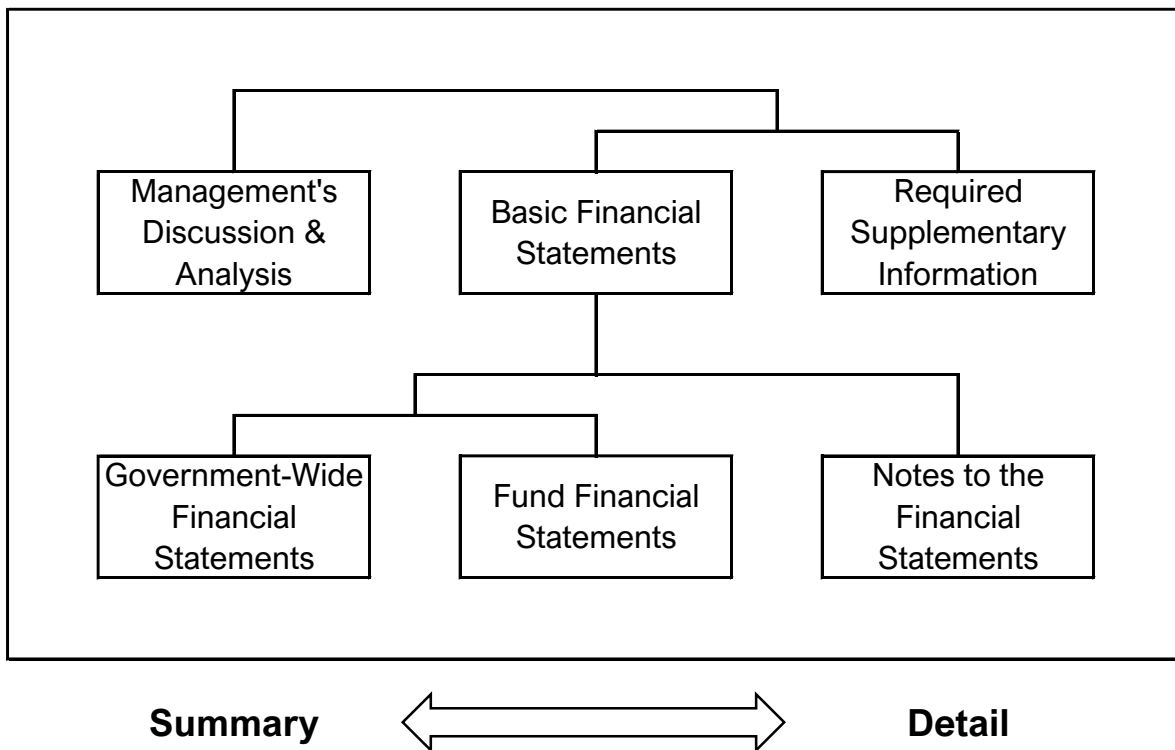 Management's
Discussion &
Analysis
Basic Financial
Statements
Required
Supplementary
Information
Government-Wide
Financial
Statements
Fund Financial
Statements
Notes to the
Financial
Statements
Summary
Detail